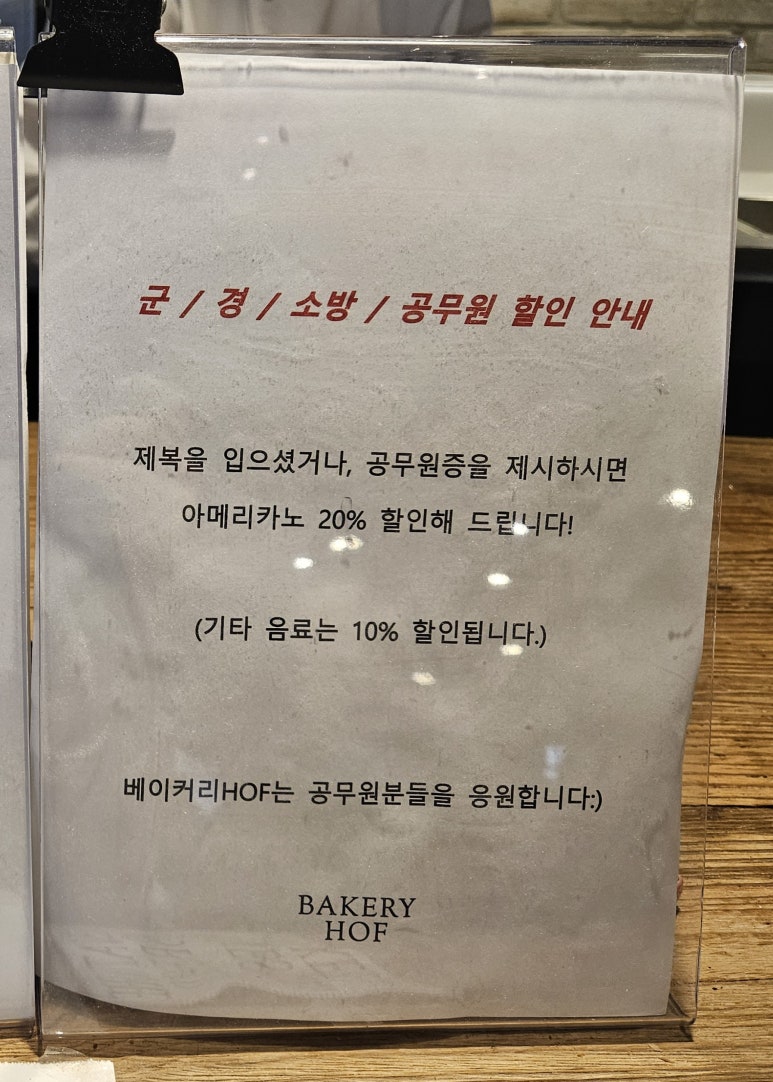 군 / 경 / 소방 / 공무원 할인 안내
제복을 입으셨거나, 공무원증을 제시하시면
아메리카노 20% 할인해 드립니다!
(기타 음료는 10% 할인됩니다.)
베이커리HOF는 공무원분들을 응원합니다:)
BAKERY
HOF